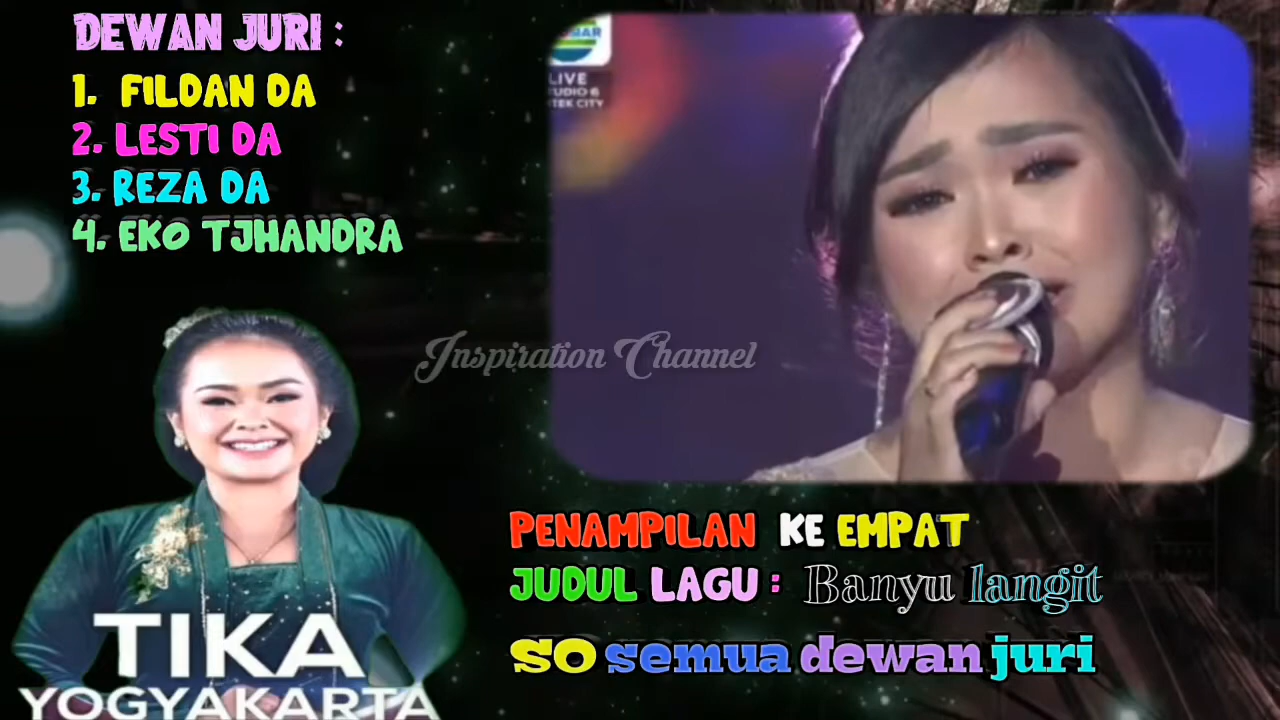 DEWAN JURI :
1. FILDAN DA
2. LESTI DA
3. REZA DA
4. EKO TJHANDRA
LIVE
Inspiration Channel
TIKA
YOGYAKARTA
PENAMPILAN KE EMPAT
JUDUL LAGU : Banyu langit
SO semua dewan juri